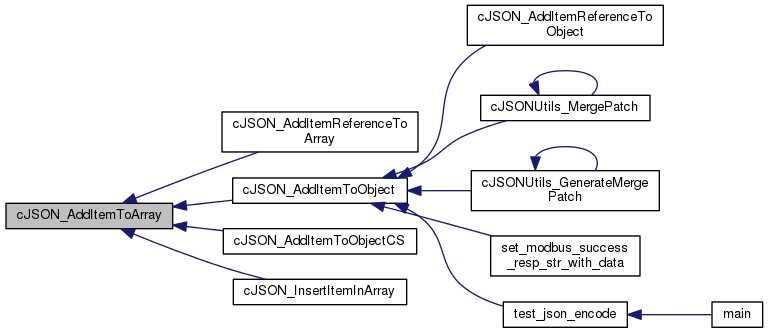 cJSON_AddItemReferenceTo
Object
cJSONUtils_MergePatch
cJSON_AddItemReferenceTo
Array
cJSON_AddItemToObject
cJSONUtils_GenerateMerge
Patch
cJSON_AddItemToArray
cJSON_AddItemToObjectCS
set_modbus_success
_resp_str_with_data
cJSON_InsertItemInArray
test_json_encode
main